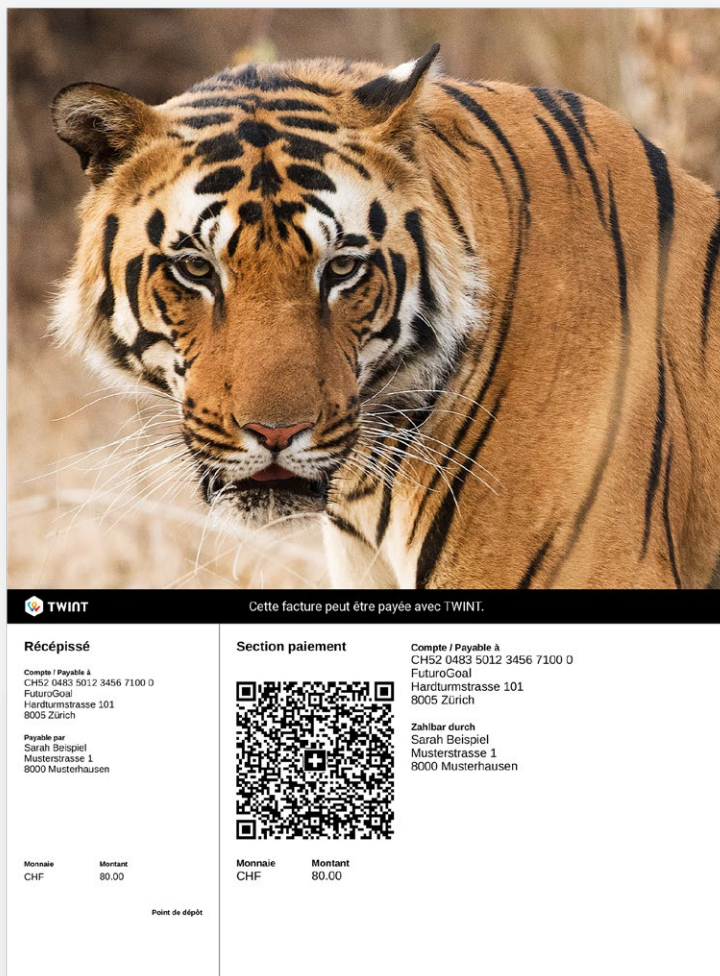 TWINT
Cette facture peut être payée avec TWINT.
Récépissé
Compte / Payable à
CH52 0483 5012 3456 7100 0
FuturoGoal
Hardturmstrasse 101
8005 Zürich
Payable par
Sarah Beispiel
Musterstrasse 1
8000 Musterhausen
Monnaie
Montant
CHF
80.00
Point de dépôt
Section paiement
Monnaie
Montant
CHF
80.00
Compte / Payable à
CH52 0483 5012 3456 7100 0
FuturoGoal
Hardturmstrasse 101
8005 Zürich
Zahlbar durch
Sarah Beispiel
Musterstrasse 1
8000 Musterhausen